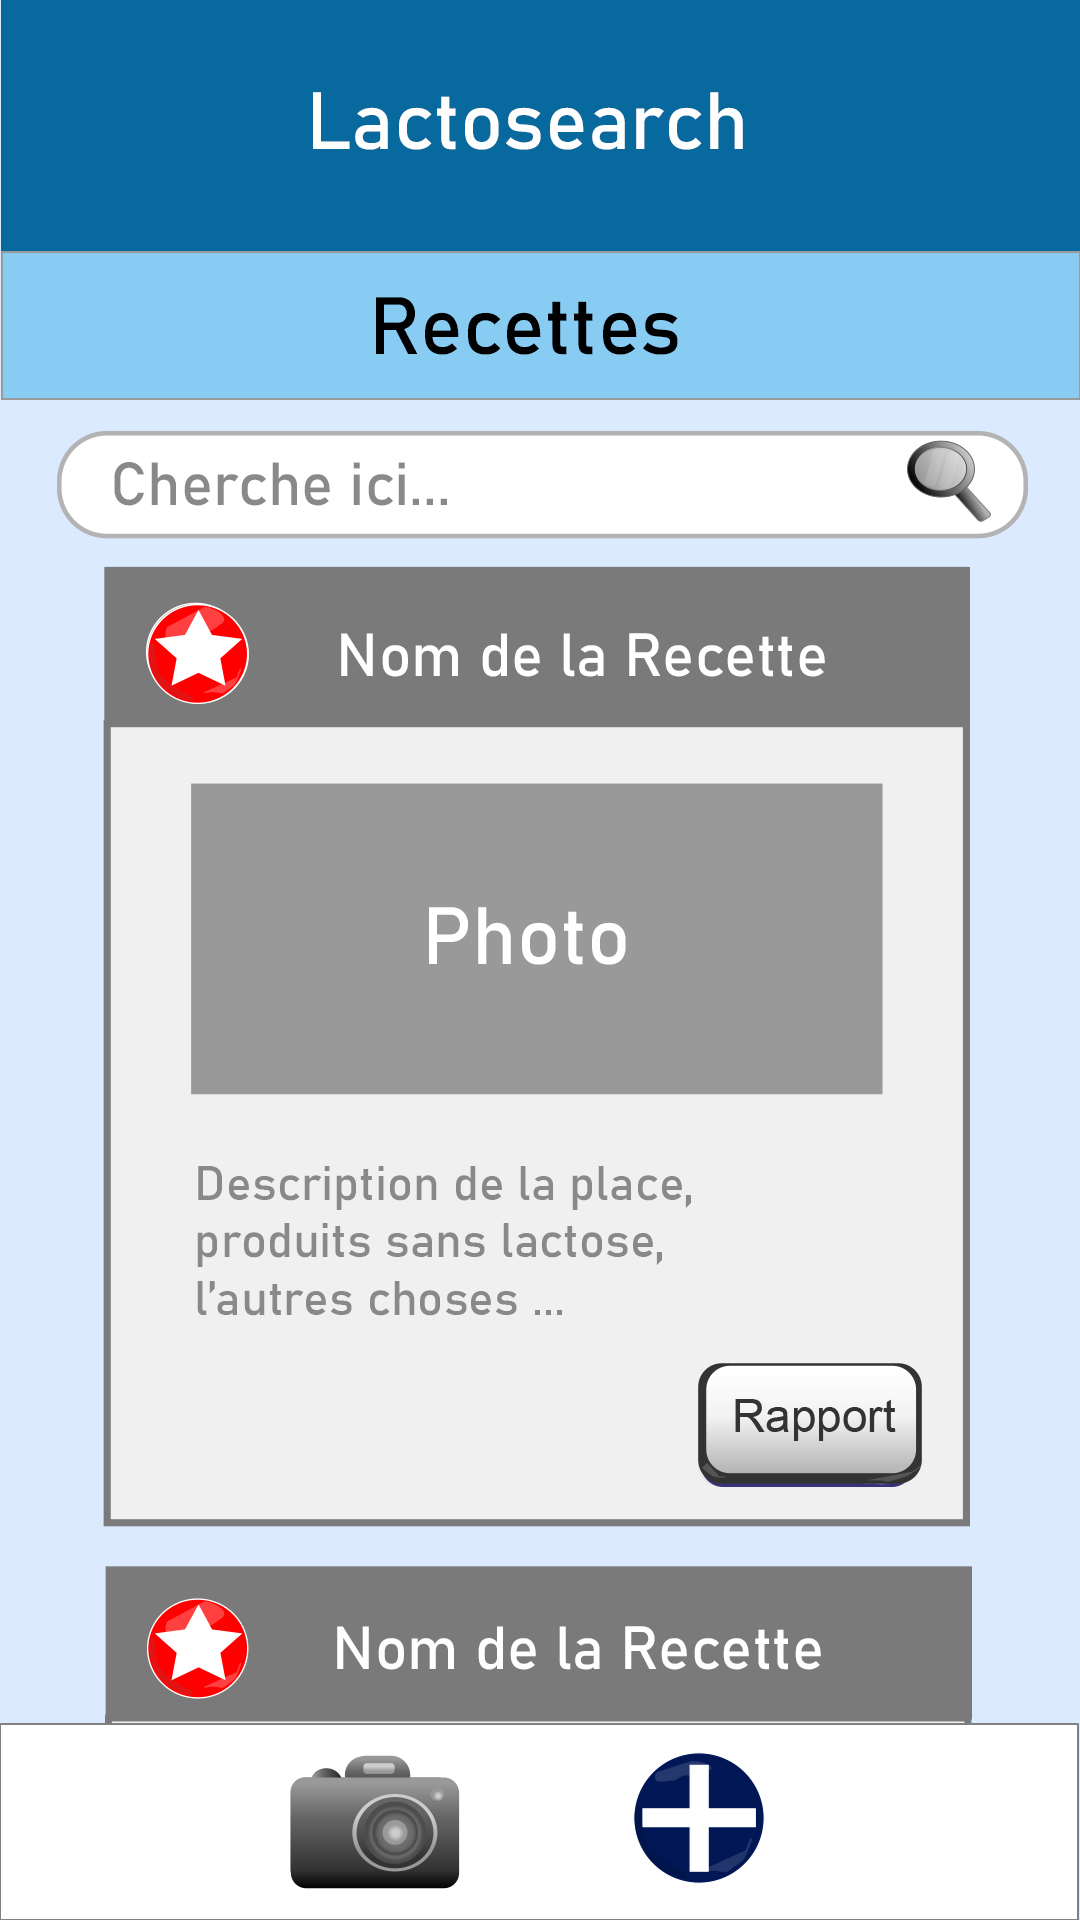 Lactosearch
Recettes
Cherche ici...
Nom de la Recette
Photo
Description de la place,
produits sans lactose,
l'autres choses ...
Rapport
Nom de la Recette